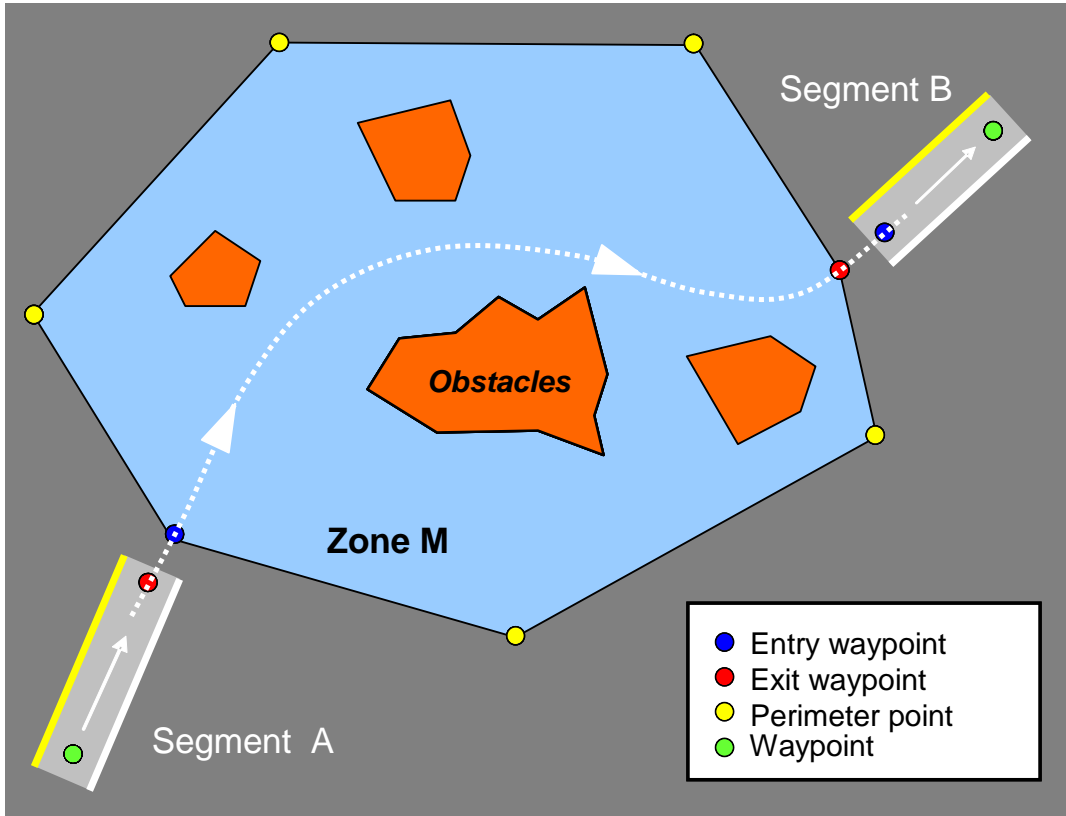 Segment B
Obstacles
Zone M
Segment A
Entry waypoint
Exit waypoint
Perimeter point
Waypoint